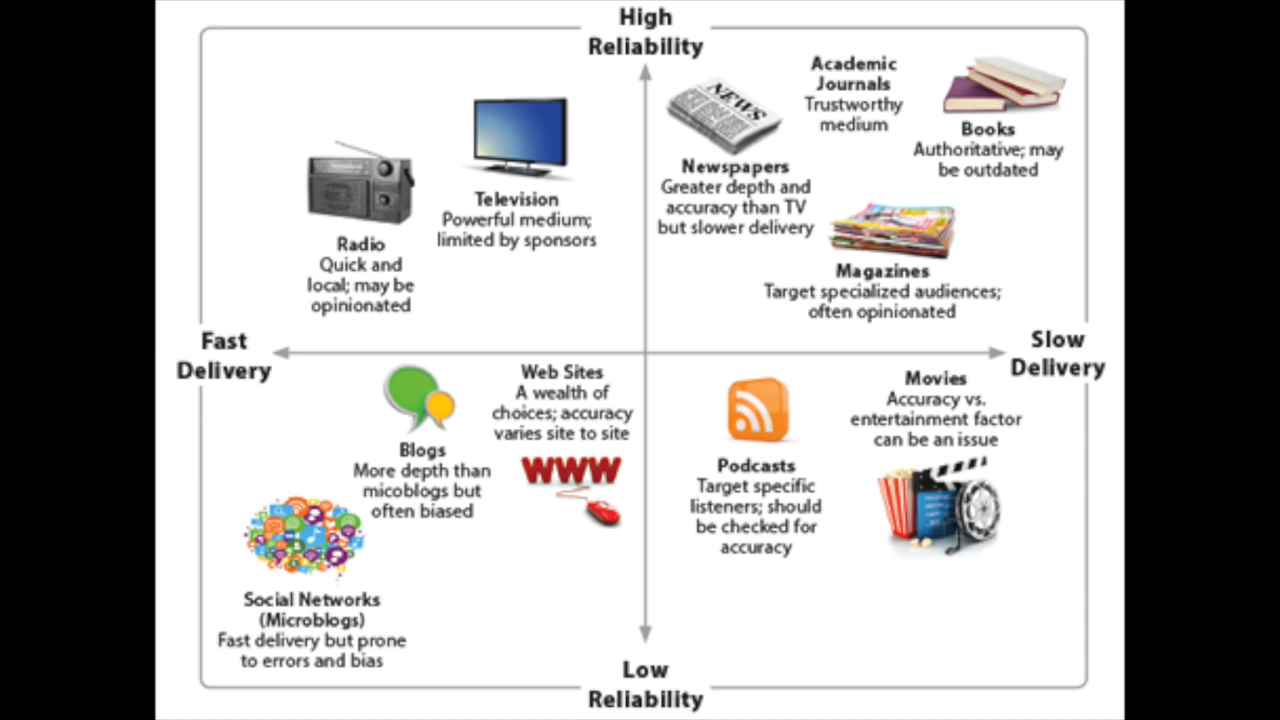 High
Reliability
Academic
Journals
Trustworthy
medium
NEWS
Books
Authoritative; may
be outdated
Newspapers
Greater depth and
accuracy than TV
but slower delivery
Television
Powerful medium;
limited by sponsors
Radio
Quick and
local; may be
opinionated
Magazines
Target specialized audiences;
often opinionated
Fast
Delivery
Slow
Delivery
Web Sites
A wealth of
choices; accuracy
varies site to site
WWW
Movies
Accuracy vs.
entertainment factor
can be an issue
Blogs
More depth than
micoblogs but
often biased
Podcasts
Target specific
listeners; should
be checked for
accuracy
Social Networks
(Microblogs)
Fast delivery but prone
to errors and bias
Low
Reliability